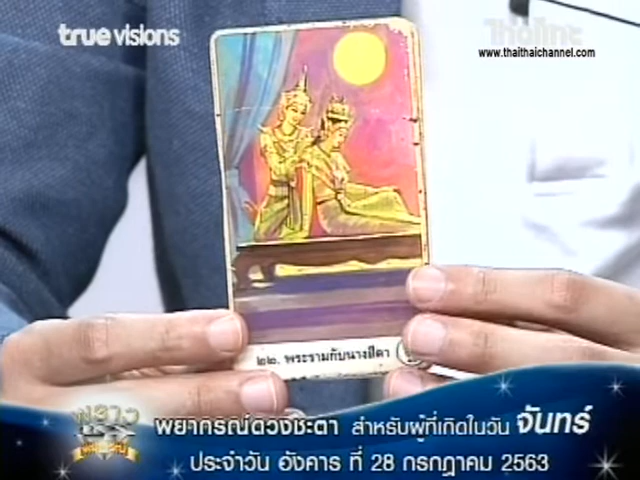 true visions
ThaiThai
www.thaithaichannel.com
๒๒. พระรามกับนางสีดา
พยากรณ์ดวงชะตา สำหรับผู้ที่เกิดในวัน จันทร์
ประจำวัน อังคาร ที่ 28 กรกฎาคม 2563